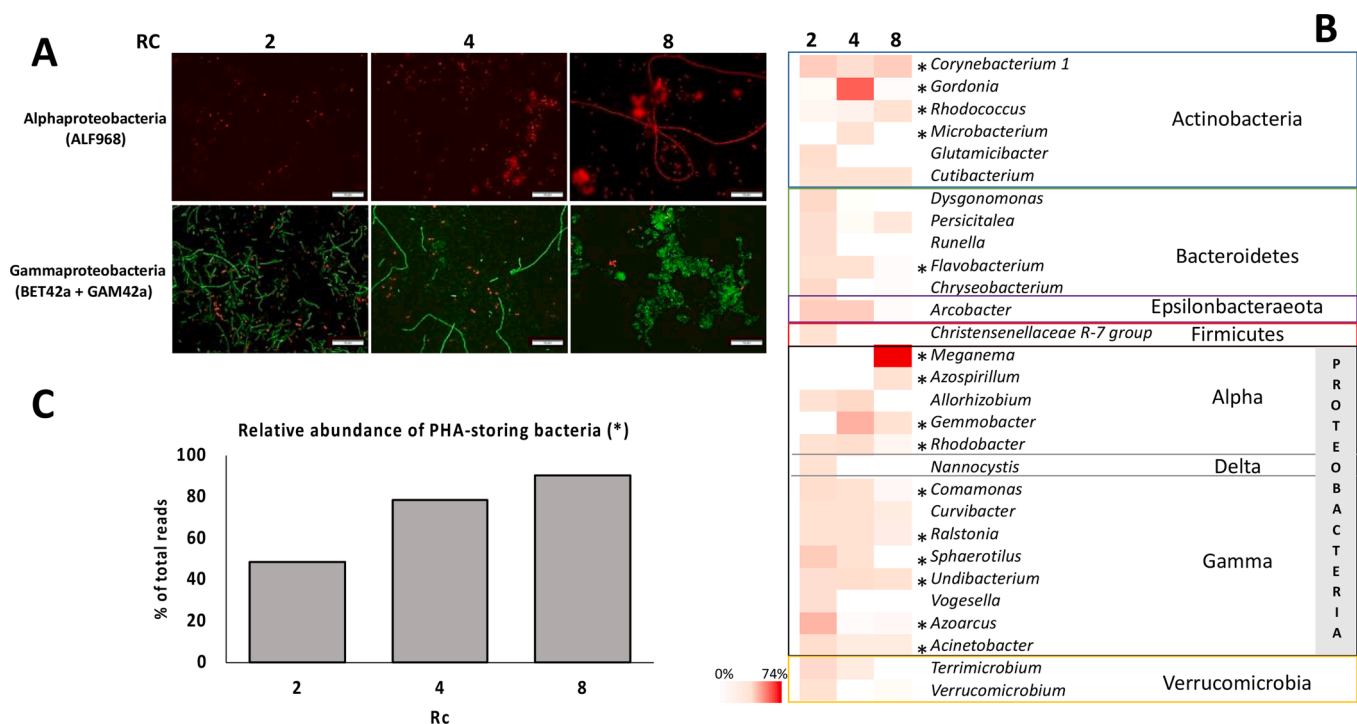 A
RC
2
4
8
Alphaproteobacteria
(ALF968)
Gammaproteobacteria
(BET42a + GAM42a)
B
2
4
8
* Corynebacterium 1
* Gordonia
* Rhodococcus
* Microbacterium
Glutamicibacter
Cutibacterium
Actinobacteria
Dysgonomonas
Persicitalea
Runella
* Flavobacterium
Chryseobacterium
Bacteroidetes
Arcobacter
Epsilonbacteraeota
Christensenellaceae R-7 group
Firmicutes
* Meganema
* Azospirillum
Allorhizobium
* Gemmobacter
* Rhodobacter
Alpha
Nannocystis
Delta
* Comamonas
Curvibacter
* Ralstonia
* Sphaerotilus
* Undibacterium
Vogesella
* Azoarcus
* Acinetobacter
Gamma
PROTEOBACTERIA
Terrimicrobium
Verrucomicrobium
Verrucomicrobia
0%
74%
C
Relative abundance of PHA-storing bacteria (*)
% of total reads
100
80
60
40
20
0
2
4
8
Rc